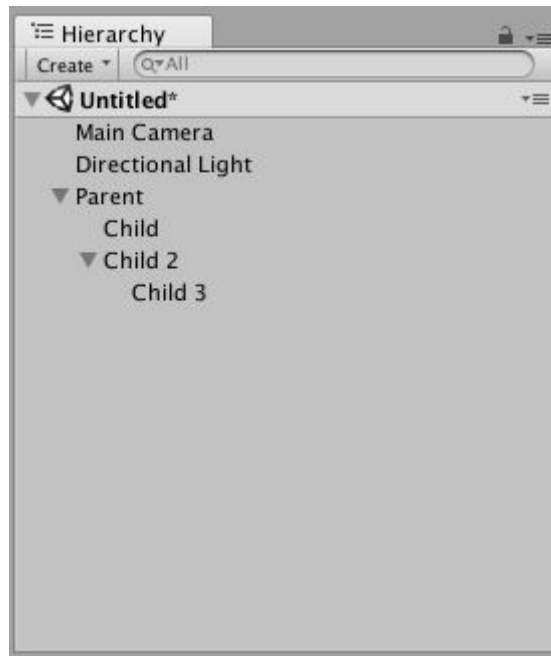 Hierarchy
Create All
Untitled*
Main Camera
Directional Light
Parent
Child
Child 2
Child 3